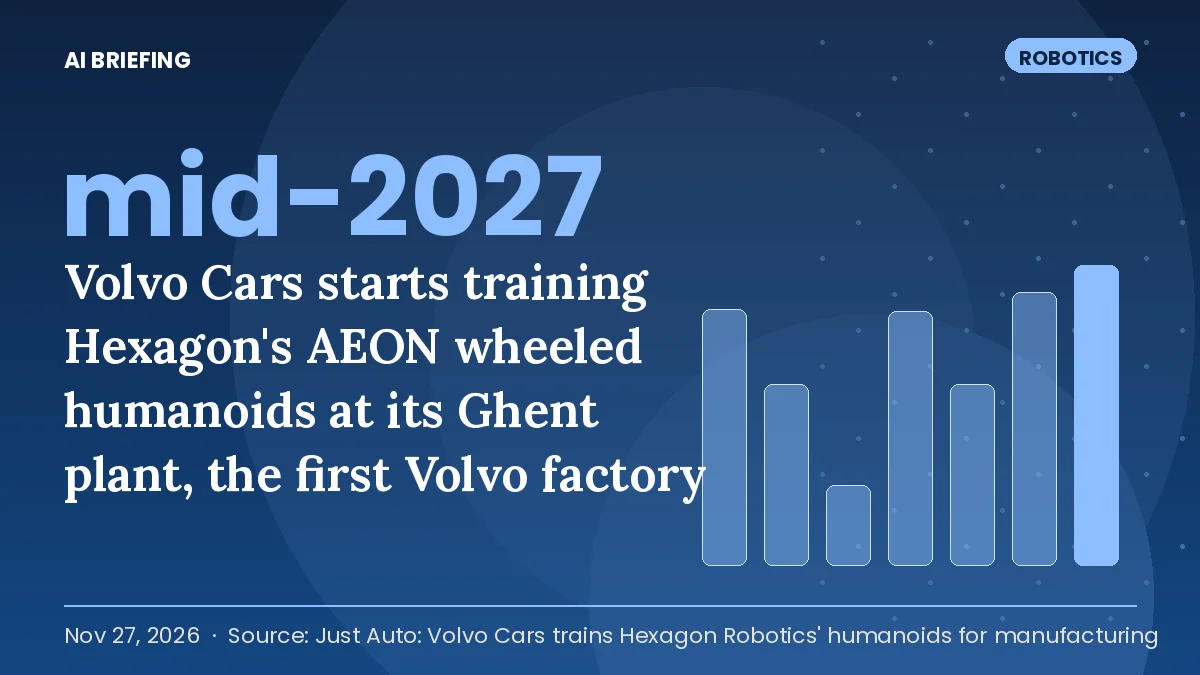 AI BRIEFING
ROBOTICS
mid-2027
Volvo Cars starts training
Hexagon's AEON wheeled
humanoids at its Ghent
plant, the first Volvo factory
Nov 27, 2026 · Source: Just Auto: Volvo Cars trains Hexagon Robotics' humanoids for manufacturing